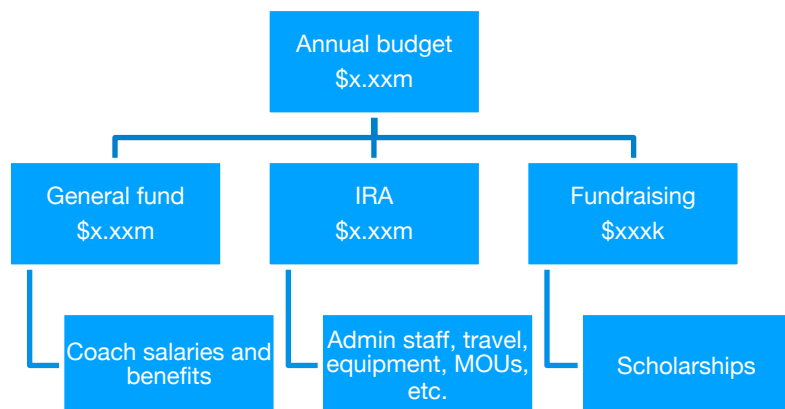 Annual budget
$x.xxm
General fund
$x.xxm
IRA
$x.xxm
Fundraising
$xxxk
Coach salaries and
benefits
Admin staff, travel,
equipment, MOUs,
etc.
Scholarships